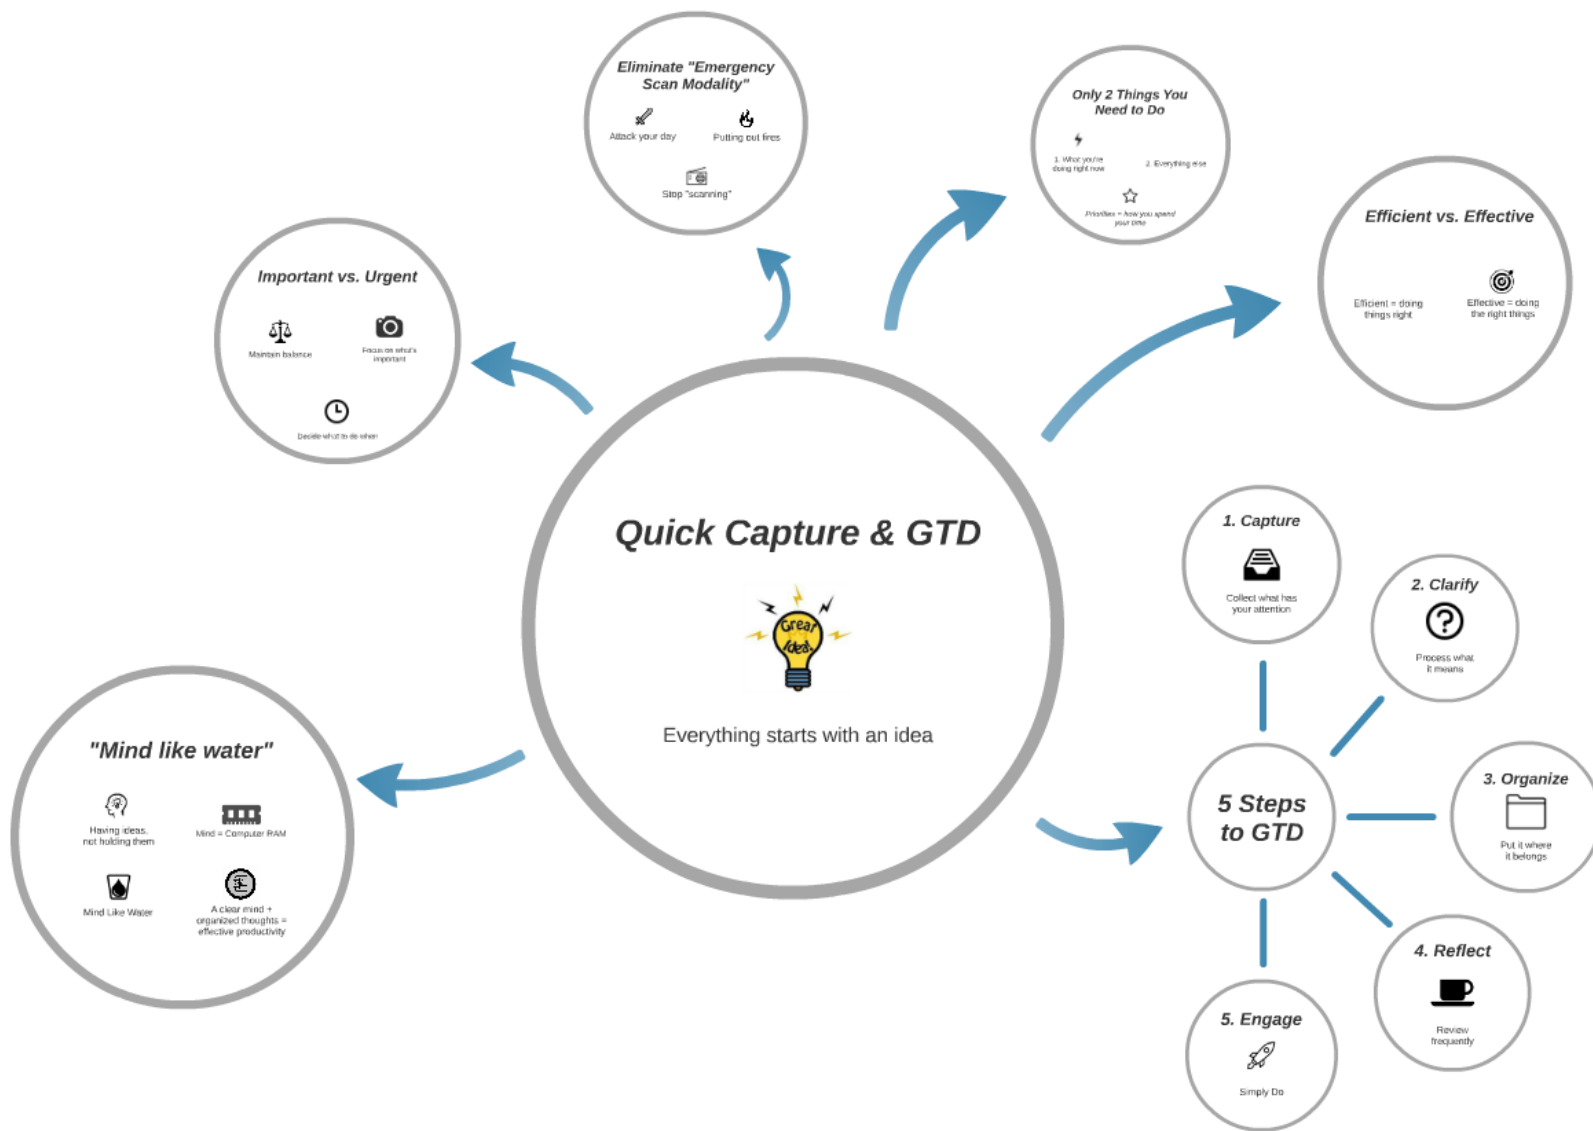 Eliminate "Emergency
Scan Modality"
Attack your day
Putting out fires
Stop "scanning"
Only 2 Things You
Need to Do
1. What you're
doing right now
2. Everything else
Priorities = how you spend
your time
Efficient vs. Effective
Efficient = doing
things right
Effective = doing
the right things
Important vs. Urgent
Maintain balance
Focus on what's
important
Decide what to do when
Quick Capture & GTD
Great
Idea!
Everything starts with an idea
"Mind like water"
Having ideas,
not holding them
Mind = Computer RAM
Mind Like Water
A clear mind +
organized thoughts =
effective productivity
5 Steps
to GTD
1. Capture
Collect what has
your attention
2. Clarify
?
Process what
it means
3. Organize
Put it where
it belongs
4. Reflect
Review
frequently
5. Engage
Simply Do